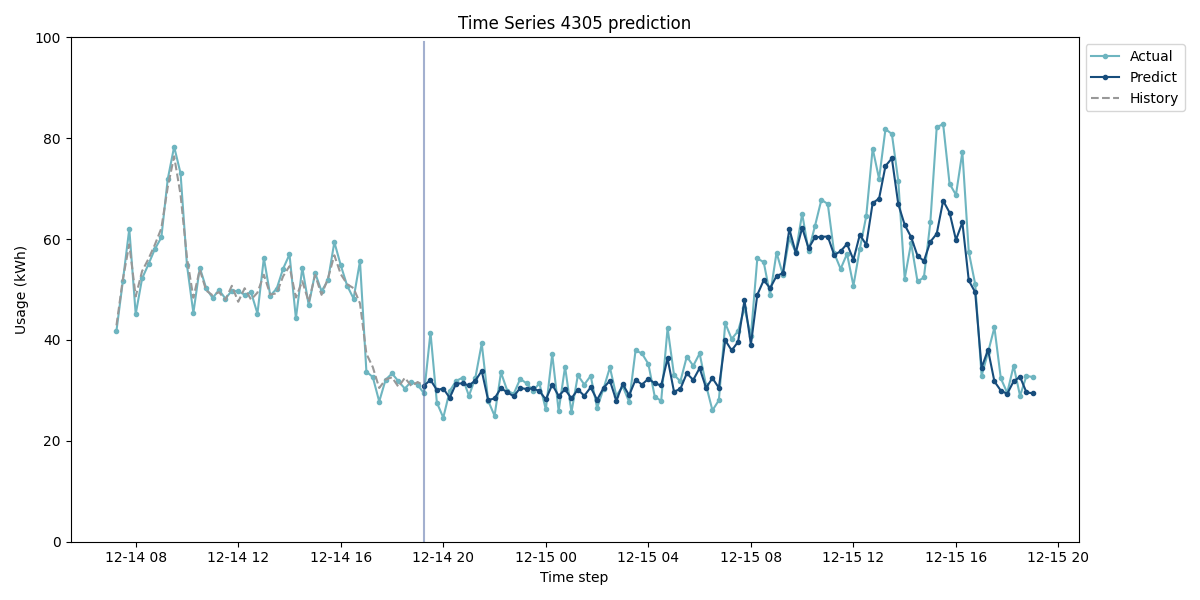 Time Series 4305 prediction
100
80
60
40
20
0
Usage (kWh)
12-14 08
12-14 12
12-14 16
12-14 20
12-15 00
12-15 04
12-15 08
12-15 12
12-15 16
12-15 20
Time step
Actual
Predict
History